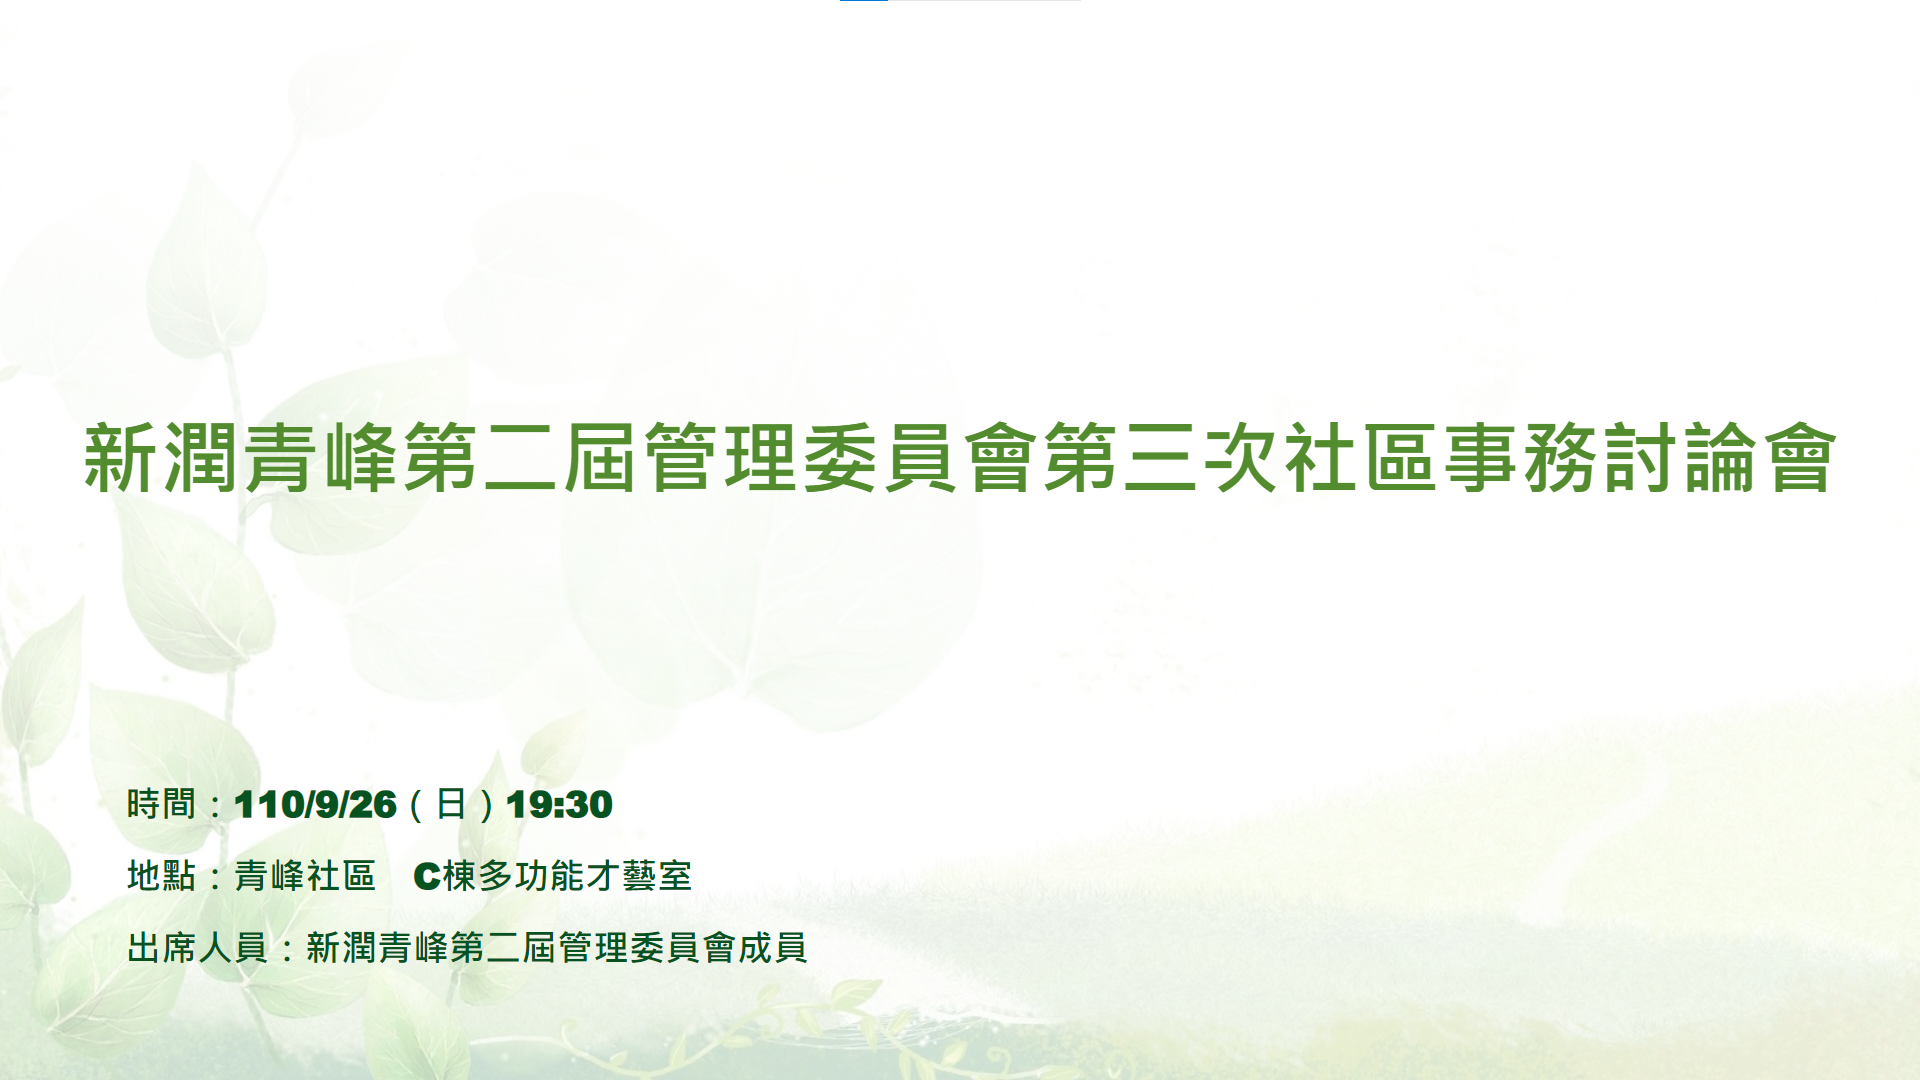 新潤青峰第二屆管理委員會第三次社區事務討論會
時間：110/9/26（日）19:30
地點：青峰社區　C棟多功能才藝室
出席人員：新潤青峰第二屆管理委員會成員